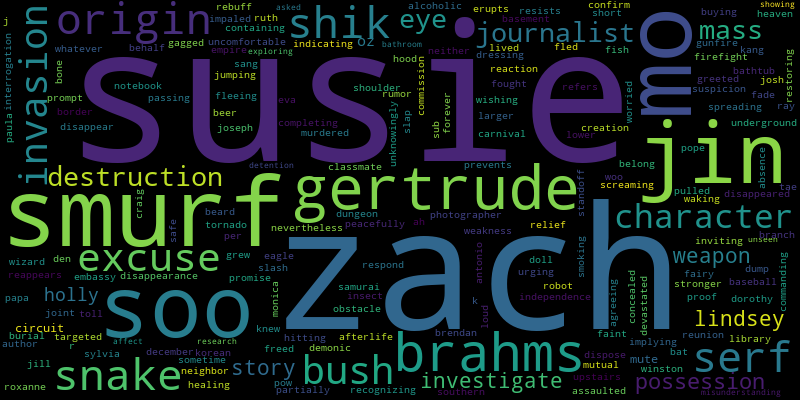 susie
zach
smurf
jin
soo
gertrude
brahms
mo
shik
origin
invasion
journalist
eye
mass
destruction
excuse
character
weapon
serf
snake
bush
lindsey
possession
investigate
story
holly
circuit
oz
rebuff
impaled
ruth
containing
gagged
uncomfortable
behalf
indicating
empire
exploring
asked
bathroom
neither
alcoholic
erupts
resists
basement
confirm
short
buying
heaven
showing
j
paula
interrogation
whatever
bone
prompt
border
disappear
notebook
passing
jumping
sang
fleeing
beer
joseph
eva
completing
murdered
hood
shoulder
rumor
unknowingly
slap
commission
sub
forever
lived
fled
dressing
reaction
fought
wishing
larger
carnival
fish
refers
creation
lower
worried
gunfire
kang
firefight
bathtub
greeted
josh
suspicion
fade
ray
spreading
restoring
underground
pope
absence
tae
detention
classmate
prevents
belong
woo
screaming
pulled
waking
disappeared
standoff
craig
safe
beard
tornado
per
dungeon
nevertheless
peacefully
ah
photographer
weakness
relief
inviting
unseen
branch
wizard
den
embassy
disappearance
grew
slash
eagle
promise
respond
samurai
insect
obstacle
antonio
loud
k
doll
urging
robot
independence
smoking
agreeing
concealed
devastated
fairy
stronger
dump
baseball
proof
dorothy
commanding
reappears
papa
joint
toll
monica
knew
hitting
afterlife
brendan
faint
implying
reunion
library
misunderstanding
burial
targeted
author
r
affect
research
sylvia
december
korean
freed
demonic
mute
bat
mutual
dispose
winston
upstairs
jill
roxanne
sometime
neighbor
healing
pow
partially
recognizing
southern
assaulted